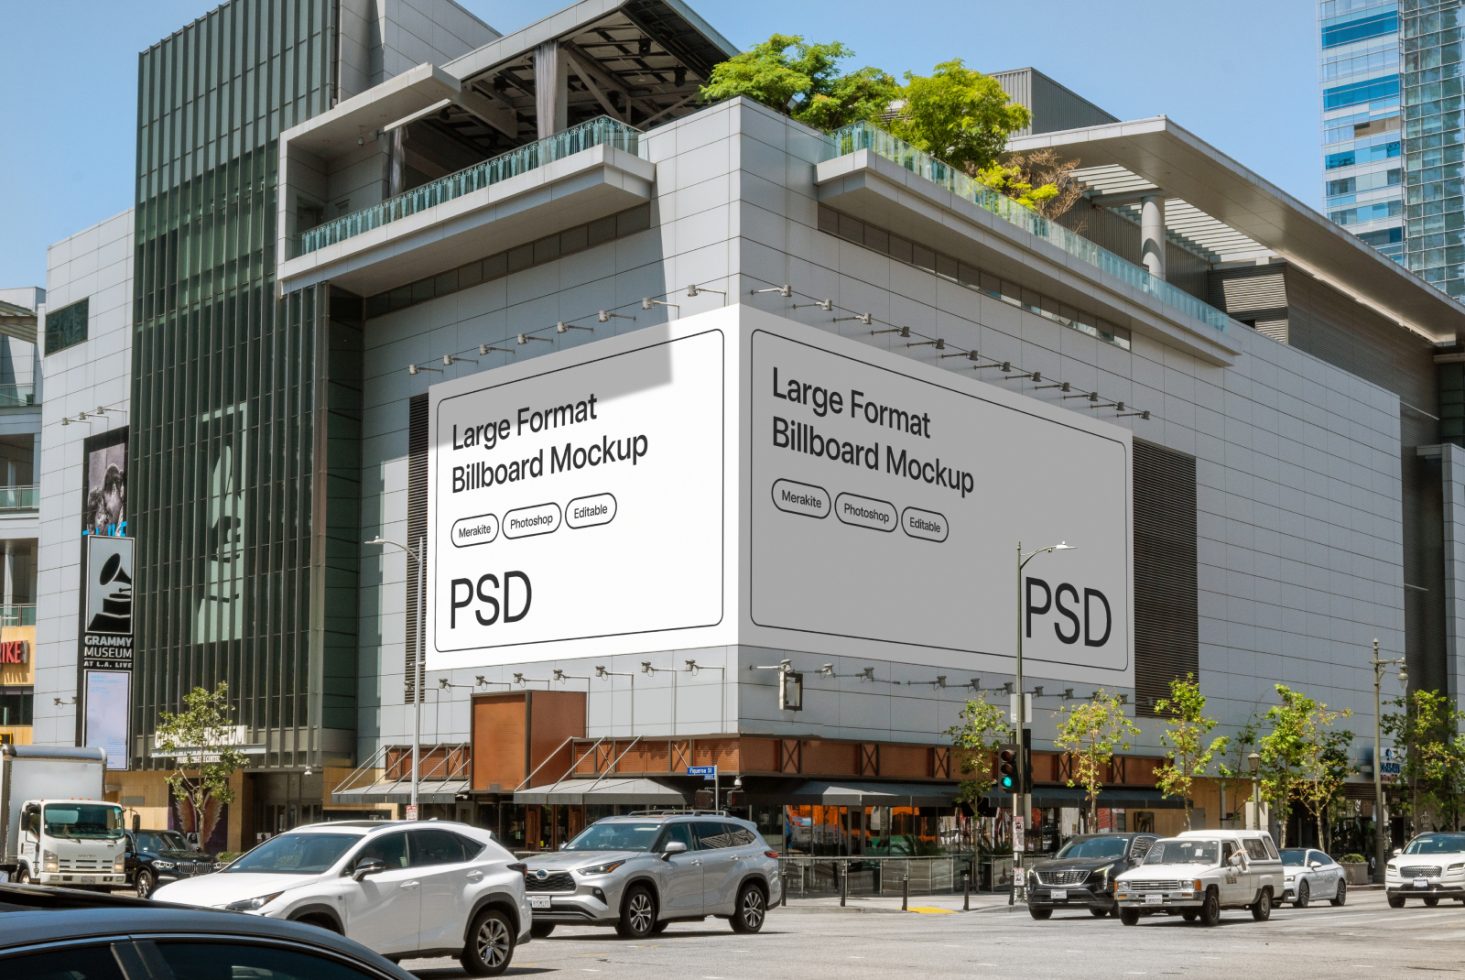 Large Format
Billboard Mockup
Merakite
Photoshop
Editable
PSD
Large Format
Billboard Mockup
Merakite
Photoshop
Editable
PSD
GRAMMY
MUSEUM
AT L.A. LIVE
Figueroa St